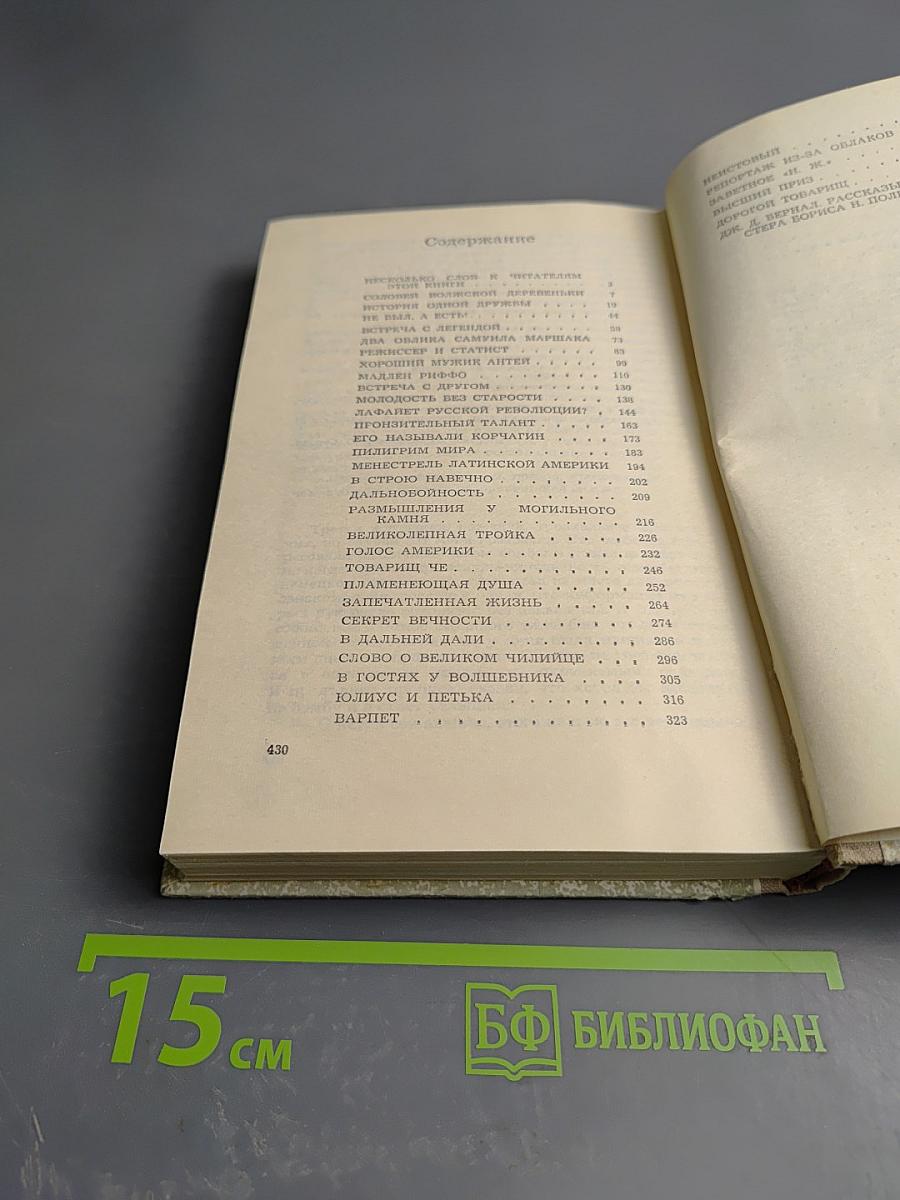 Содержание
НЕСКОЛЬКО СЛОВ К ЧИТАТЕЛЯМ
ЭТОЙ КНИГИ . . . . . . . . . . 3
СОЛОВЕЙ ВОЛЖСКОЙ ДЕРЕВЕНЬКИ 7
ИСТОРИЯ ОДНОЙ ДРУЖБЫ . . . . 19
НЕ БЫЛ, А ЕСТЬ! . . . . . . . . . 44
ВСТРЕЧА С ЛЕГЕНДОЙ . . . . . 59
ДВА ОБЛИКА САМУИЛА МАРШАКА 73
РЕЖИССЕР И СТАТИСТ . . . . . . 83
ХОРОШИЙ МУЖИК АНТЕЙ . . . . 99
МАДЛЕН РИФФО . . . . . . . . . 116
ВСТРЕЧА С ДРУГОМ . . . . . . . 130
МОЛОДОСТЬ БЕЗ СТАРОСТИ . . . . 138
ЛАФАЙЕТ РУССКОЙ РЕВОЛЮЦИИ? . 144
ПРОНЗИТЕЛЬНЫЙ ТАЛАНТ . . . . . 163
ЕГО НАЗЫВАЛИ КОРЧАГИН . . . . 173
ПИЛИГРИМ МИРА . . . . . . . . . 183
МЕНЕСТРЕЛЬ ЛАТИНСКОЙ АМЕРИКИ 194
В СТРОЮ НАВЕЧНО . . . . . . . . 202
ДАЛЬНОБОЙНОСТЬ . . . . . . . . 209
РАЗМЫШЛЕНИЯ У МОГИЛЬНОГО
КАМНЯ . . . . . . . . . . . . 216
ВЕЛИКОЛЕПНАЯ ТРОЙКА . . . . . . 226
ГОЛОС АМЕРИКИ . . . . . . . . . 232
ТОВАРИЩ ЧЕ . . . . . . . . . . . 246
ПЛАМЕНЕЮЩАЯ ДУША . . . . . . 252
ЗАПЕЧАТЛЕННАЯ ЖИЗНЬ . . . . . 264
СЕКРЕТ ВЕЧНОСТИ . . . . . . . . 274
В ДАЛЬНЕЙ ДАЛИ . . . . . . . . . 286
СЛОВО О ВЕЛИКОМ ЧИЛИЙЦЕ . . . 296
В ГОСТЯХ У ВОЛШЕБНИКА . . . . 305
ЮЛИУС И ПЕТЬКА . . . . . . . . 316
ВАРПЕТ . . . . . . . . . . . . . 323
430
НЕИСТОВЫЙ . . . . . . .
РЕПОРТАЖ ИЗ-ЗА ОБЛАКОВ
ЗАВЕТНОЕ «Н. Ж.» . . . .
ВЫСШИЙ ПРИЗ . . . . . .
ДОРОГОЙ ТОВАРИЩ . . . .
ДЖ. Д. БЕРНАЛ.
СТЕРА БОРИСА Н.
15 см
БФ БИБЛИОФАН